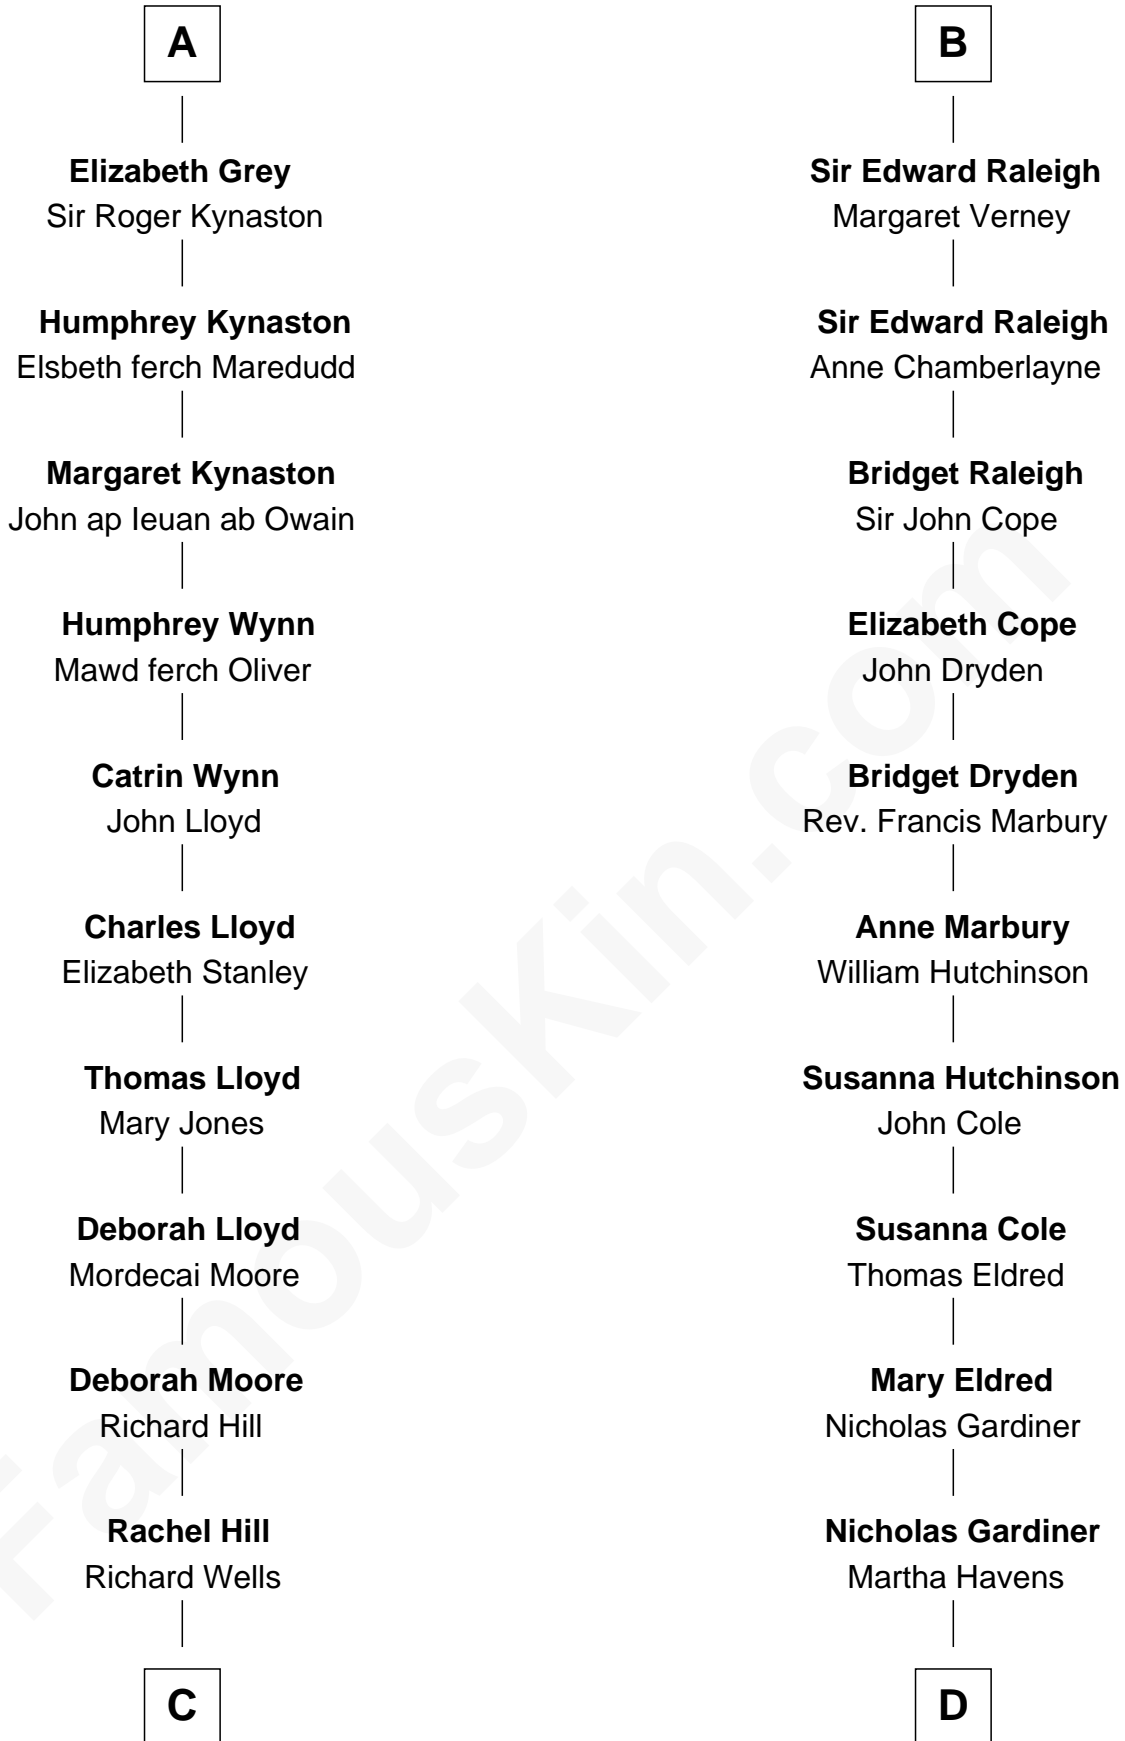 A
Elizabeth Grey
Sir Roger Kynaston
Humphrey Kynaston
Elsbeth ferch Maredudd
Margaret Kynaston
John ap Ieuan ab Owain
Humphrey Wynn
Mawd ferch Oliver
Catrin Wynn
John Lloyd
Charles Lloyd
Elizabeth Stanley
Thomas Lloyd
Mary Jones
Deborah Lloyd
Mordecai Moore
Deborah Moore
Richard Hill
Rachel Hill
Richard Wells
C
B
Sir Edward Raleigh
Margaret Verney
Sir Edward Raleigh
Anne Chamberlayne
Bridget Raleigh
Sir John Cope
Elizabeth Cope
John Dryden
Bridget Dryden
Rev. Francis Marbury
Anne Marbury
William Hutchinson
Susanna Hutchinson
John Cole
Susanna Cole
Thomas Eldred
Mary Eldred
Nicholas Gardiner
Nicholas Gardiner
Martha Havens
D
FamousKin.com